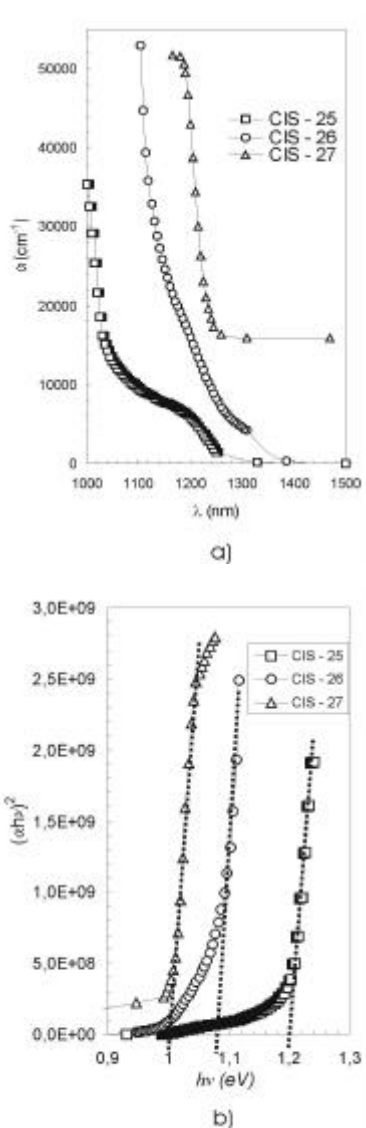 50000
40000
30000
20000
10000
0
α (cm⁻¹)
CIS - 25
CIS - 26
CIS - 27
1000 1100 1200 1300 1400 1500
λ (nm)
a)
3,0E+09
2,5E+09
2,0E+09
1,5E+09
1,0E+09
5,0E+08
0,0E+00
(αhν)²
CIS - 25
CIS - 26
CIS - 27
0,9 1 1,1 1,2 1,3
hν (eV)
b)